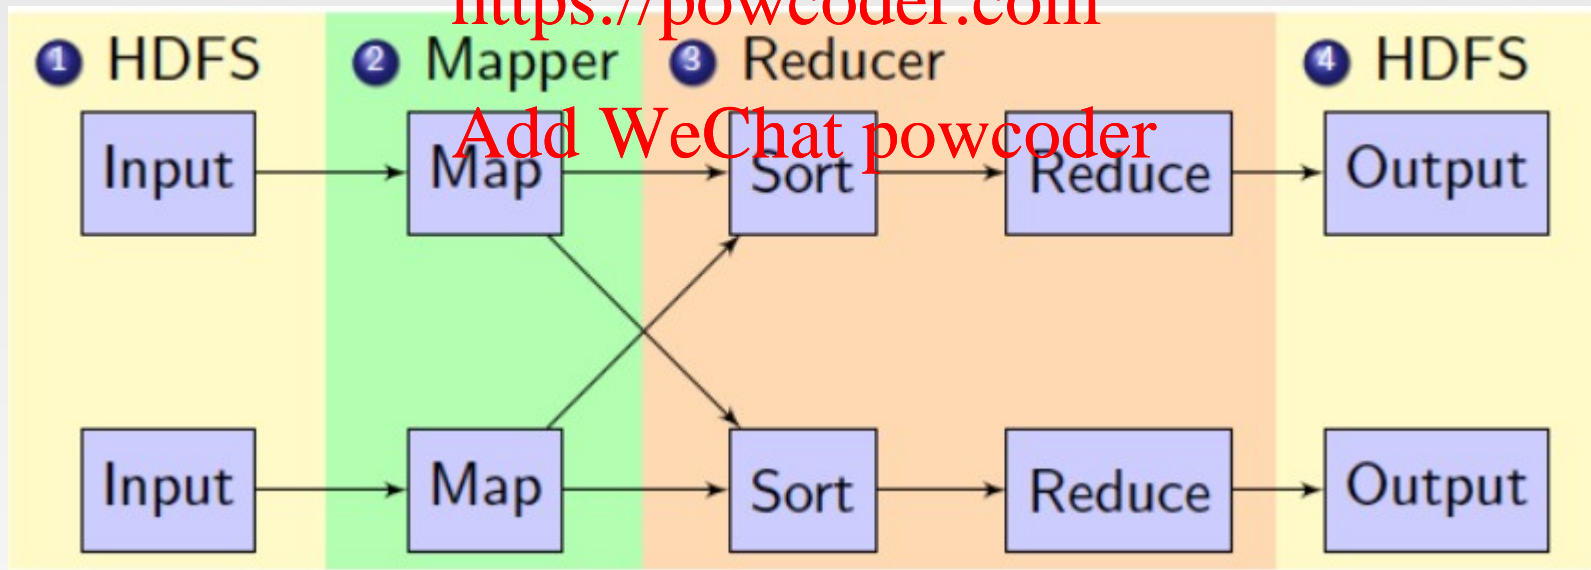 https://powcoder.com
1 HDFS 2 Mapper 3 Reducer 4 HDFS
Add WeChat powcoder
Input Map Sort Reduce Output
Input Map Sort Reduce Output